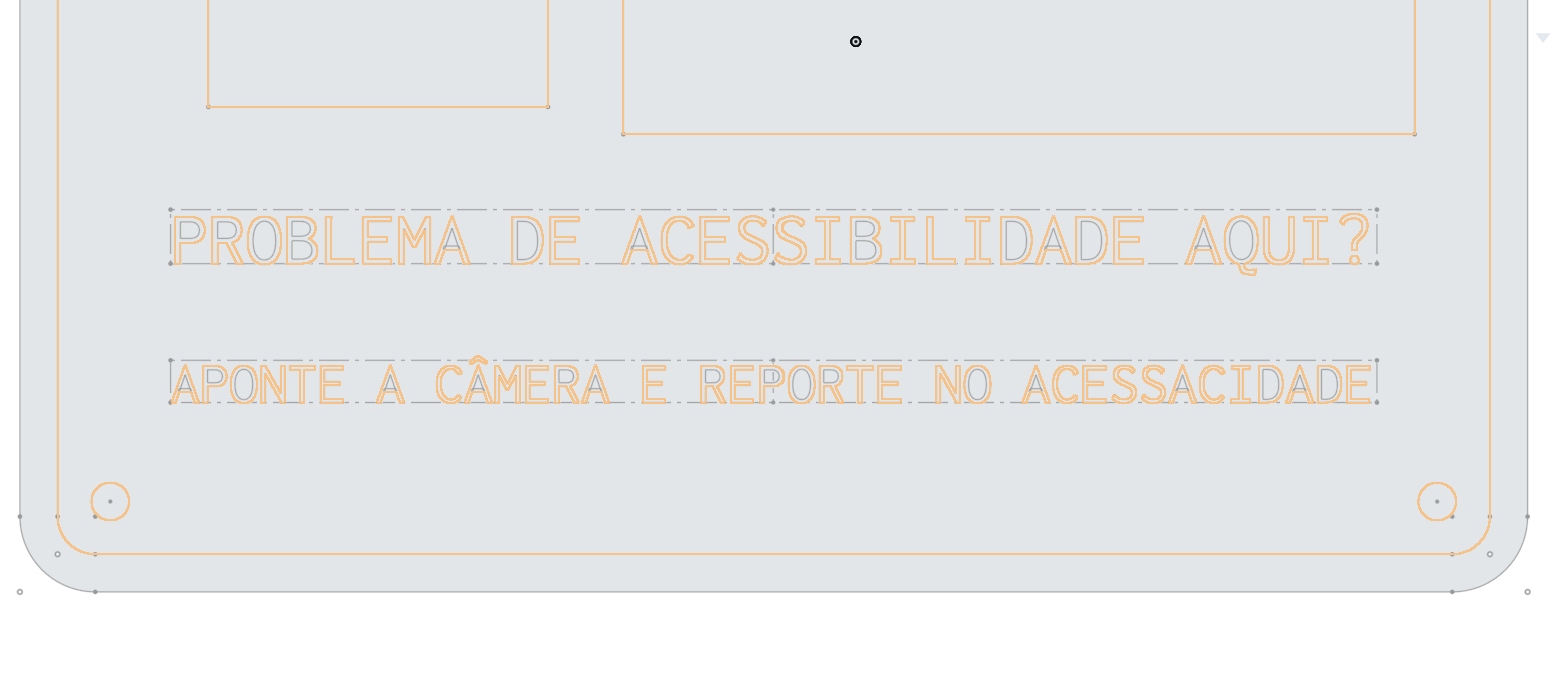 PROBLEMA DE ACESSIBILIDADE AQUI?
APONTE A CÂMERA E REPORTE NO ACESSACIDADE